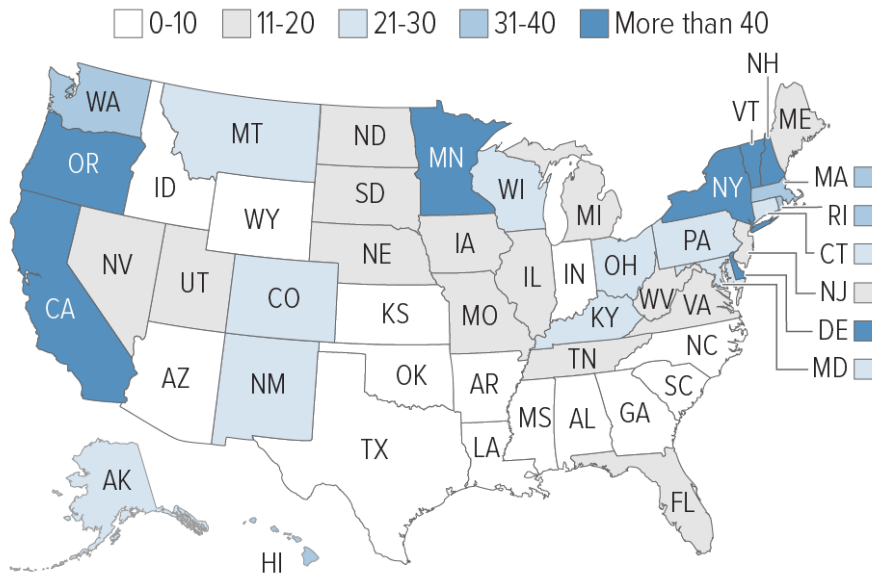 0-10 11-20 21-30 31-40 More than 40
NH
WA
MT
ND
VT
ME
OR
MN
ID
WI
NY
MA
SD
WY
MI
RI
IA
PA
CT
NE
NV
OH
IL
IN
UT
NJ
CO
WV
VA
CA
KS
MO
KY
DE
NC
TN
MD
AZ
OK
NM
AR
SC
MS
AL
GA
TX
LA
AK
FL
HI